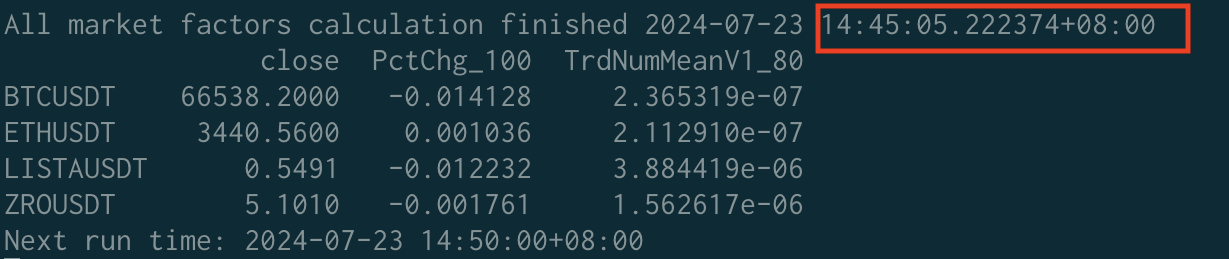 All market factors calculation finished 2024-07-23 14:45:05.222374+08:00
close PctChg_100 TrdNumMeanV1_80
BTCUSDT 66538.2000 -0.014128 2.365319e-07
ETHUSDT 3440.5600 0.001036 2.112910e-07
LISTAUSDT 0.5491 -0.012232 3.884419e-06
ZROUSDT 5.1010 -0.001761 1.562617e-06
Next run time: 2024-07-23 14:50:00+08:00